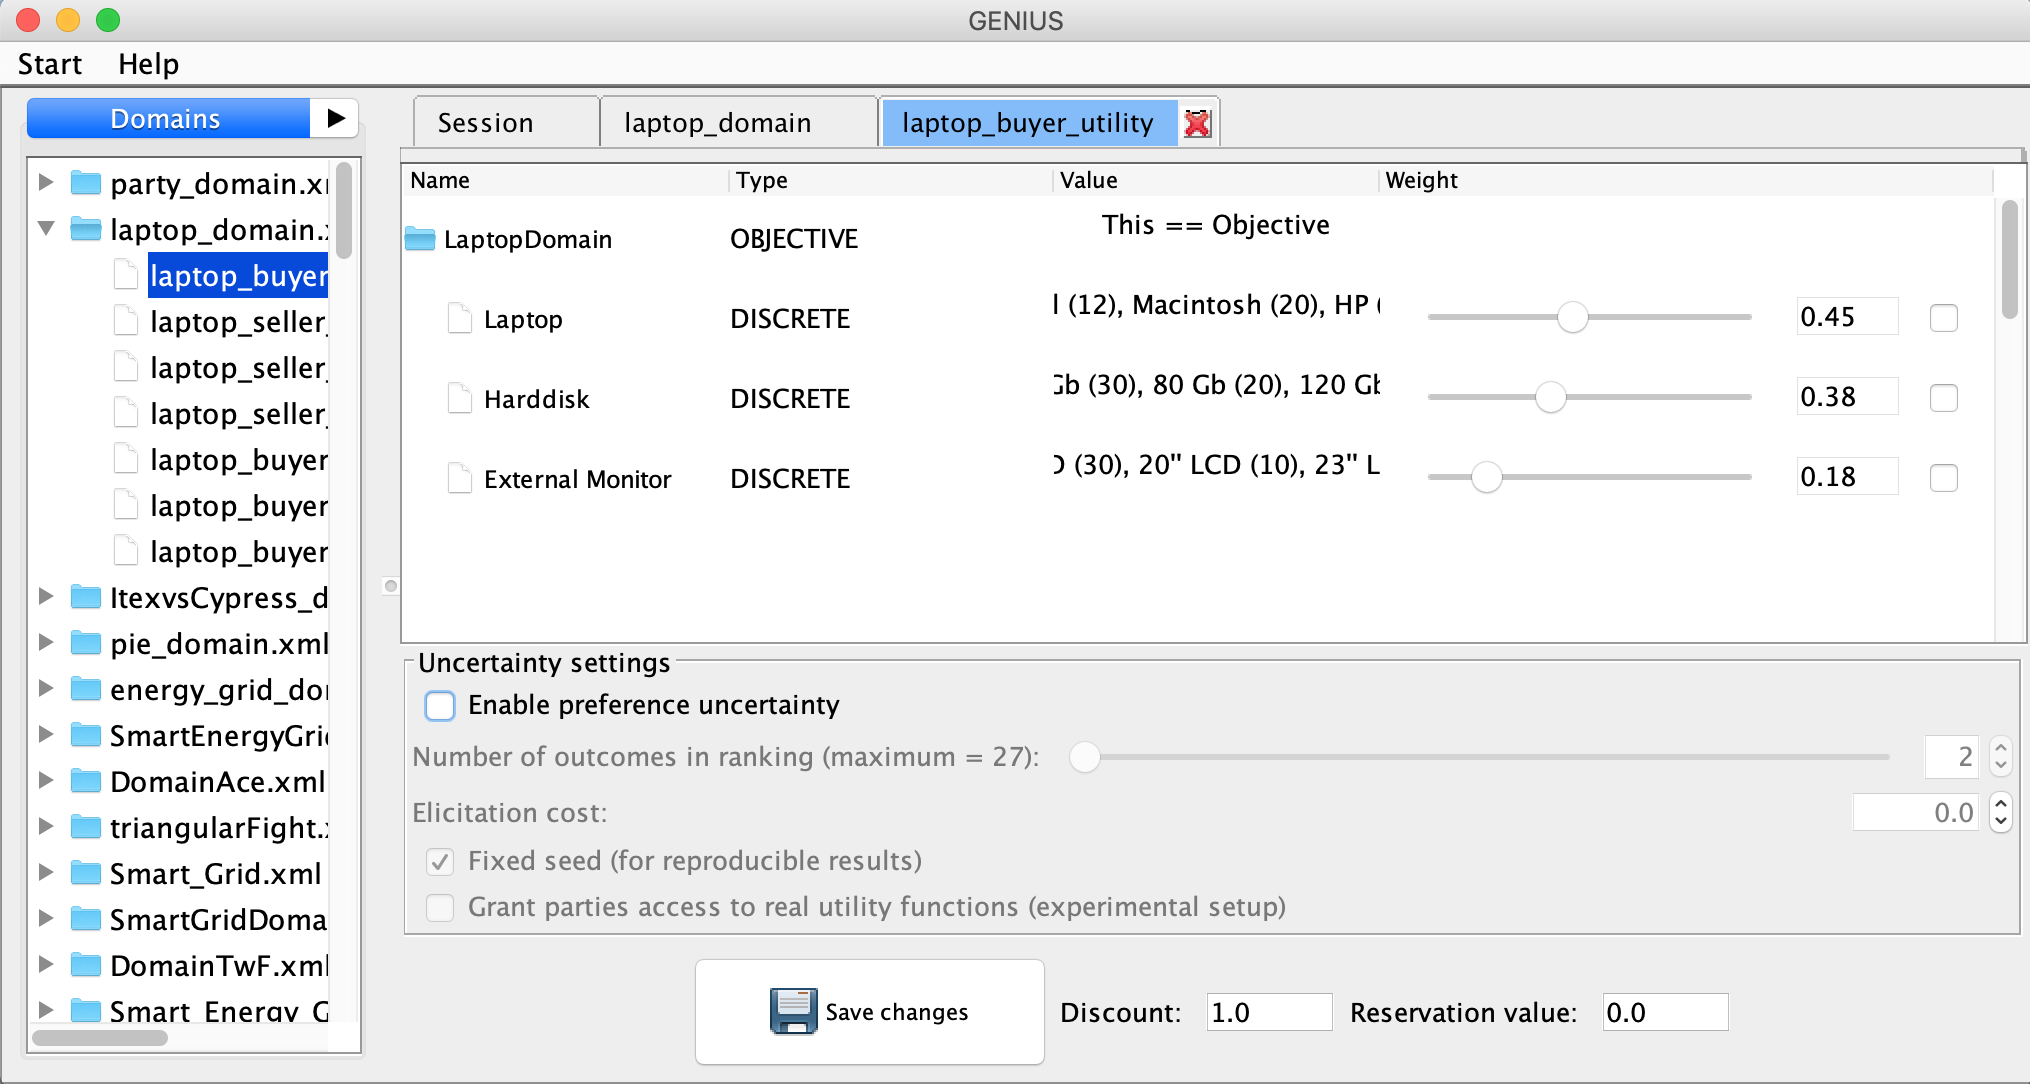 GENIUS
Start Help
Domains
party_domain.x
laptop_domain.
laptop_buyer
laptop_seller_
laptop_seller_
laptop_seller_
laptop_buyer
laptop_buyer
laptop_buyer
ItexvsCypress_d
pie_domain.xml
energy_grid_do
SmartEnergyGri
DomainAce.xml
triangularFight.
Smart_Grid.xml
SmartGridDoma
DomainTwF.xml
Smart_Energy_G
Session laptop_domain laptop_buyer_utility
Name Type Value Weight
LaptopDomain OBJECTIVE This == Objective
Laptop DISCRETE l (12), Macintosh (20), HP ( 0.45
Harddisk DISCRETE Gb (30), 80 Gb (20), 120 Gb 0.38
External Monitor DISCRETE D (30), 20" LCD (10), 23" L 0.18
Uncertainty settings
Enable preference uncertainty
Number of outcomes in ranking (maximum = 27): 2
Elicitation cost: 0.0
Fixed seed (for reproducible results)
Grant parties access to real utility functions (experimental setup)
Save changes Discount: 1.0 Reservation value: 0.0